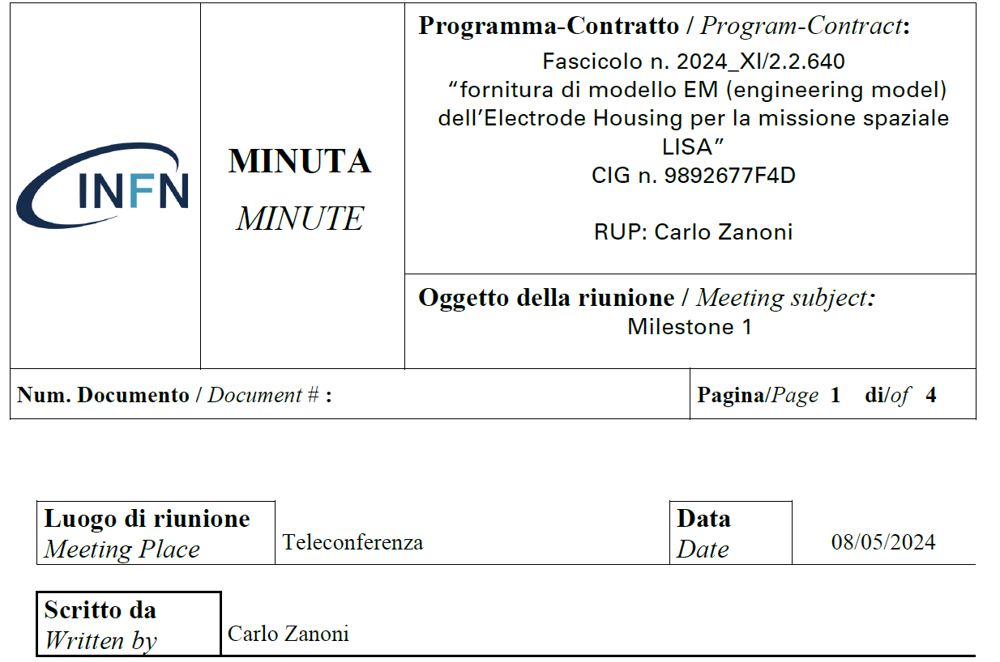 INFN
MINUTA
MINUTE
Programma-Contratto / Program-Contract:
Fascicolo n. 2024_XI/2.2.640
“fornitura di modello EM (engineering model)
dell’Electrode Housing per la missione spaziale
LISA”
CIG n. 9892677F4D
RUP: Carlo Zanoni
Oggetto della riunione / Meeting subject:
Milestone 1
Num. Documento / Document # :
Pagina/Page 1 di/of 4
Luogo di riunione
Meeting Place
Teleconferenza
Data
Date
08/05/2024
Scritto da
Written by
Carlo Zanoni